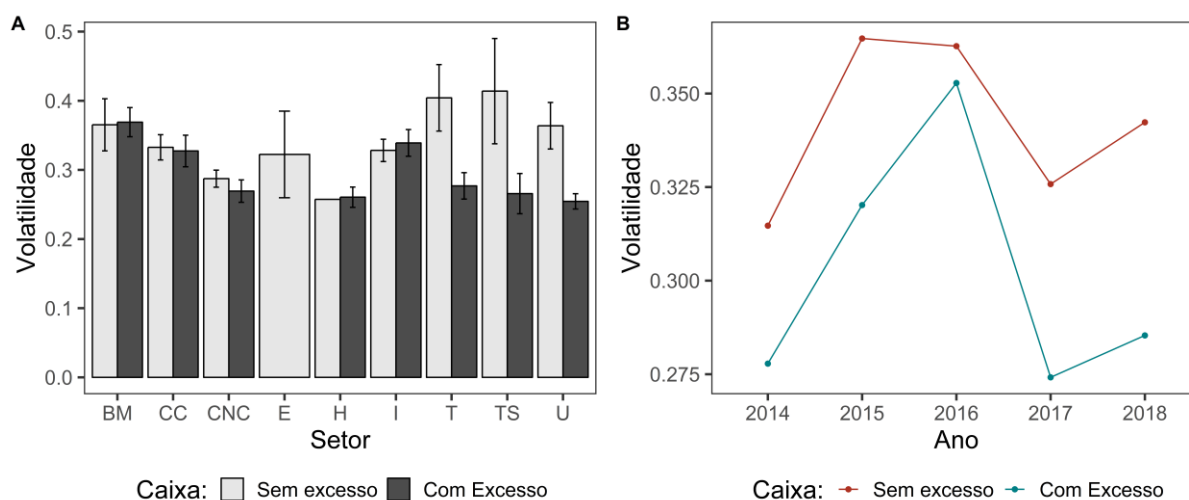 A
Volatilidade
0.5
0.4
0.3
0.2
0.1
0.0
BM CC CNC E H I T TS U
Setor
Caixa: Sem excesso Com Excesso
B
Volatilidade
0.350
0.325
0.300
0.275
2014 2015 2016 2017 2018
Ano
Caixa: Sem excesso Com Excesso